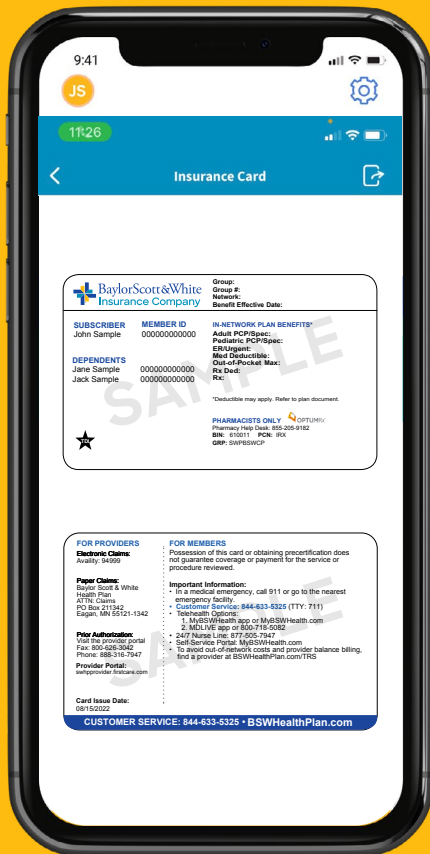 9:41
JS
11:26
Insurance Card
BaylorScott&White
Insurance Company
Group:
Group #:
Network:
Benefit Effective Date:
SUBSCRIBER MEMBER ID
John Sample 000000000000
DEPENDENTS
Jane Sample 000000000000
Jack Sample 000000000000
IN-NETWORK PLAN BENEFITS*
Adult PCP/Spec:
Pediatric PCP/Spec:
ER/Urgent:
Med Deductible:
Out-of-Pocket Max:
Rx Ded:
Rx:
*Deductible may apply. Refer to plan document.
PHARMACISTS ONLY OPTUMRx
Pharmacy Help Desk: 855-205-9182
BIN: 610011 PCN: IRX
GRP: SWPBSWCP
SAMPLE
FOR PROVIDERS
Electronic Claims:
Availity: 94999
Paper Claims:
Baylor Scott & White
Health Plan
ATTN: Claims
PO Box 211342
Eagan, MN 55121-1342
Prior Authorization:
Visit the provider portal
Fax: 800-626-3042
Phone: 888-316-7947
Provider Portal:
swhpprovider.firstcare.com
Card Issue Date:
08/15/2022
FOR MEMBERS
Possession of this card or obtaining precertification does
not guarantee coverage or payment for the service or
procedure reviewed.
Important Information:
• In a medical emergency, call 911 or go to the nearest
emergency facility.
• Customer Service: 844-633-5325 (TTY: 711)
• Telehealth Options:
1. MyBSWHealth app or MyBSWHealth.com
2. MDLIVE app or 800-718-5082
• 24/7 Nurse Line: 877-505-7947
• Self-Service Portal: MyBSWHealth.com
• To avoid out-of-network costs and provider balance billing,
find a provider at BSWHealthPlan.com/TRS
SAMPLE
CUSTOMER SERVICE: 844-633-5325 • BSWHealthPlan.com